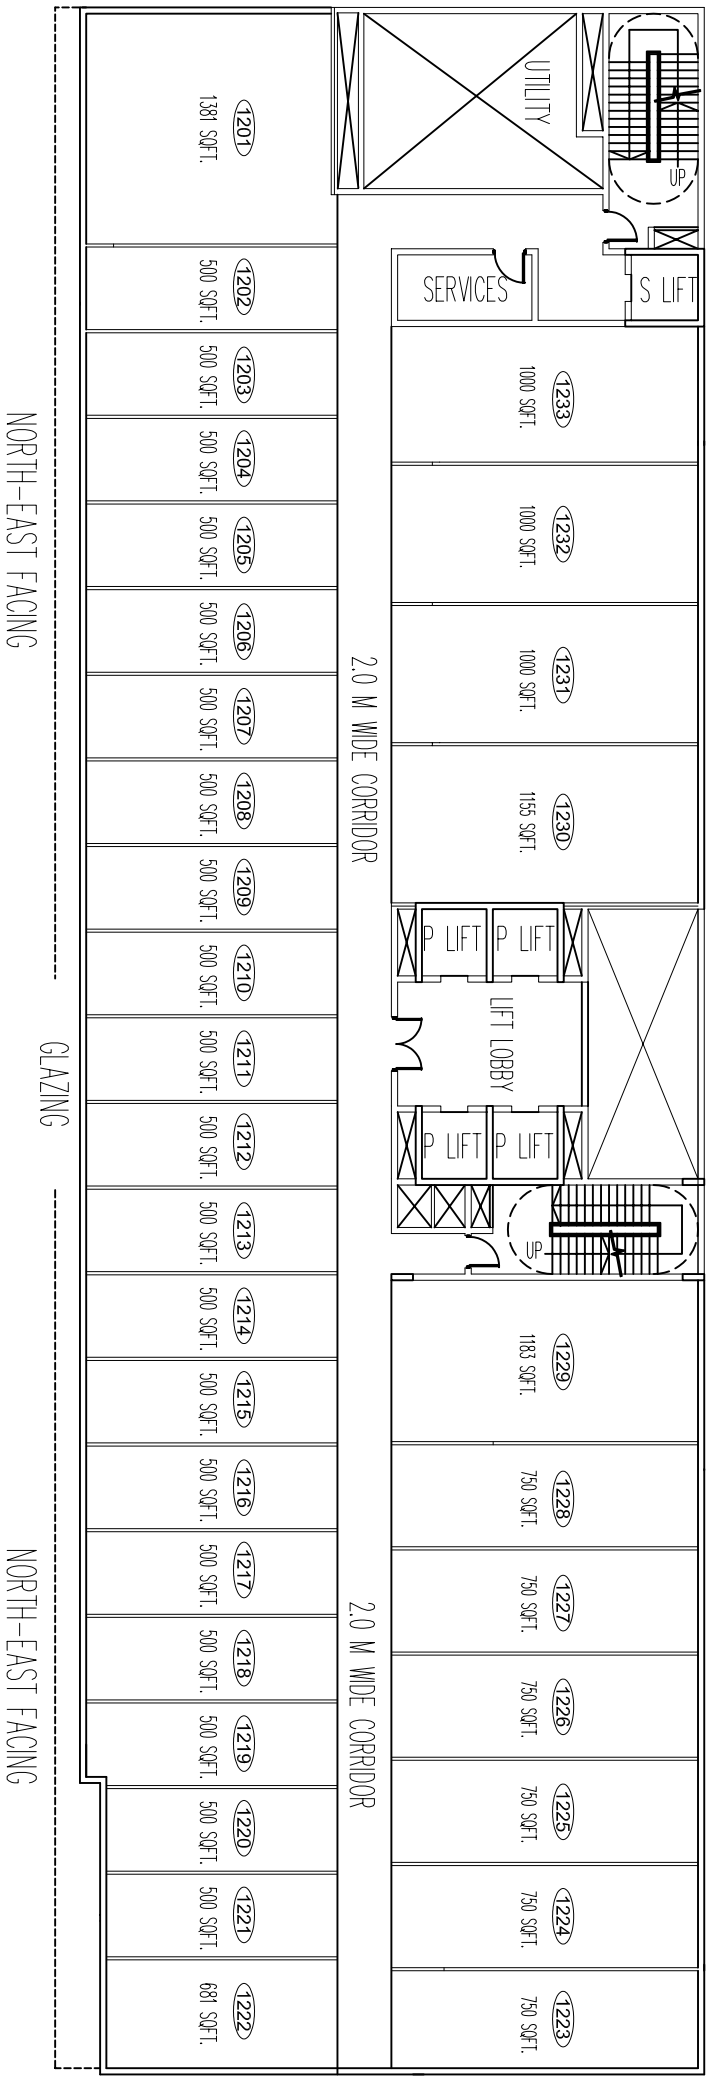 UTILITY
UP
SERVICES
S LIFT
1233
1000 SQFT.
1232
1000 SQFT.
1231
1000 SQFT.
1230
1155 SQFT.
P LIFT
P LIFT
LIFT LOBBY
P LIFT
P LIFT
UP
1229
1183 SQFT.
1228
750 SQFT.
1227
750 SQFT.
1226
750 SQFT.
1225
750 SQFT.
1224
750 SQFT.
1223
750 SQFT.
2.0 M WIDE CORRIDOR
2.0 M WIDE CORRIDOR
1201
1381 SQFT.
1202
500 SQFT.
1203
500 SQFT.
1204
500 SQFT.
1205
500 SQFT.
1206
500 SQFT.
1207
500 SQFT.
1208
500 SQFT.
1209
500 SQFT.
1210
500 SQFT.
1211
500 SQFT.
1212
500 SQFT.
1213
500 SQFT.
1214
500 SQFT.
1215
500 SQFT.
1216
500 SQFT.
1217
500 SQFT.
1218
500 SQFT.
1219
500 SQFT.
1220
500 SQFT.
1221
500 SQFT.
1222
681 SQFT.
GLAZING
NORTH-EAST FACING
NORTH-EAST FACING